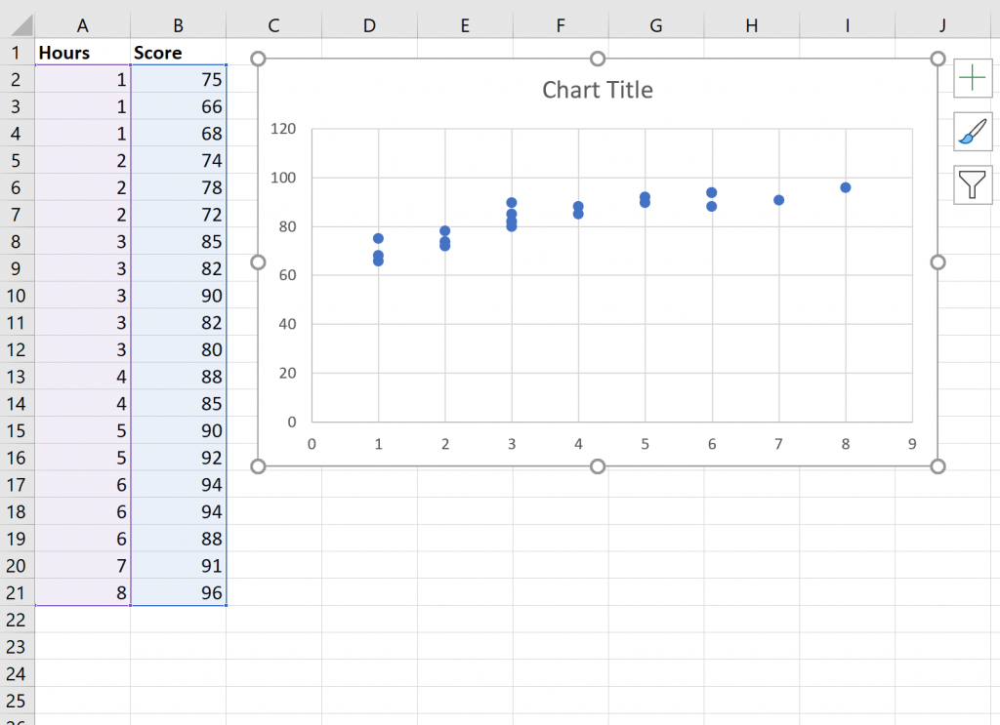 A B C D E F G H I J
1 Hours Score
2 1 75
3 1 66
4 1 68
5 2 74
6 2 78
7 2 72
8 3 85
9 3 82
10 3 90
11 3 82
12 3 80
13 4 88
14 4 85
15 5 90
16 5 92
17 6 94
18 6 94
19 6 88
20 7 91
21 8 96
22
23
24
25
26
Chart Title
120
100
80
60
40
20
0
0 1 2 3 4 5 6 7 8 9